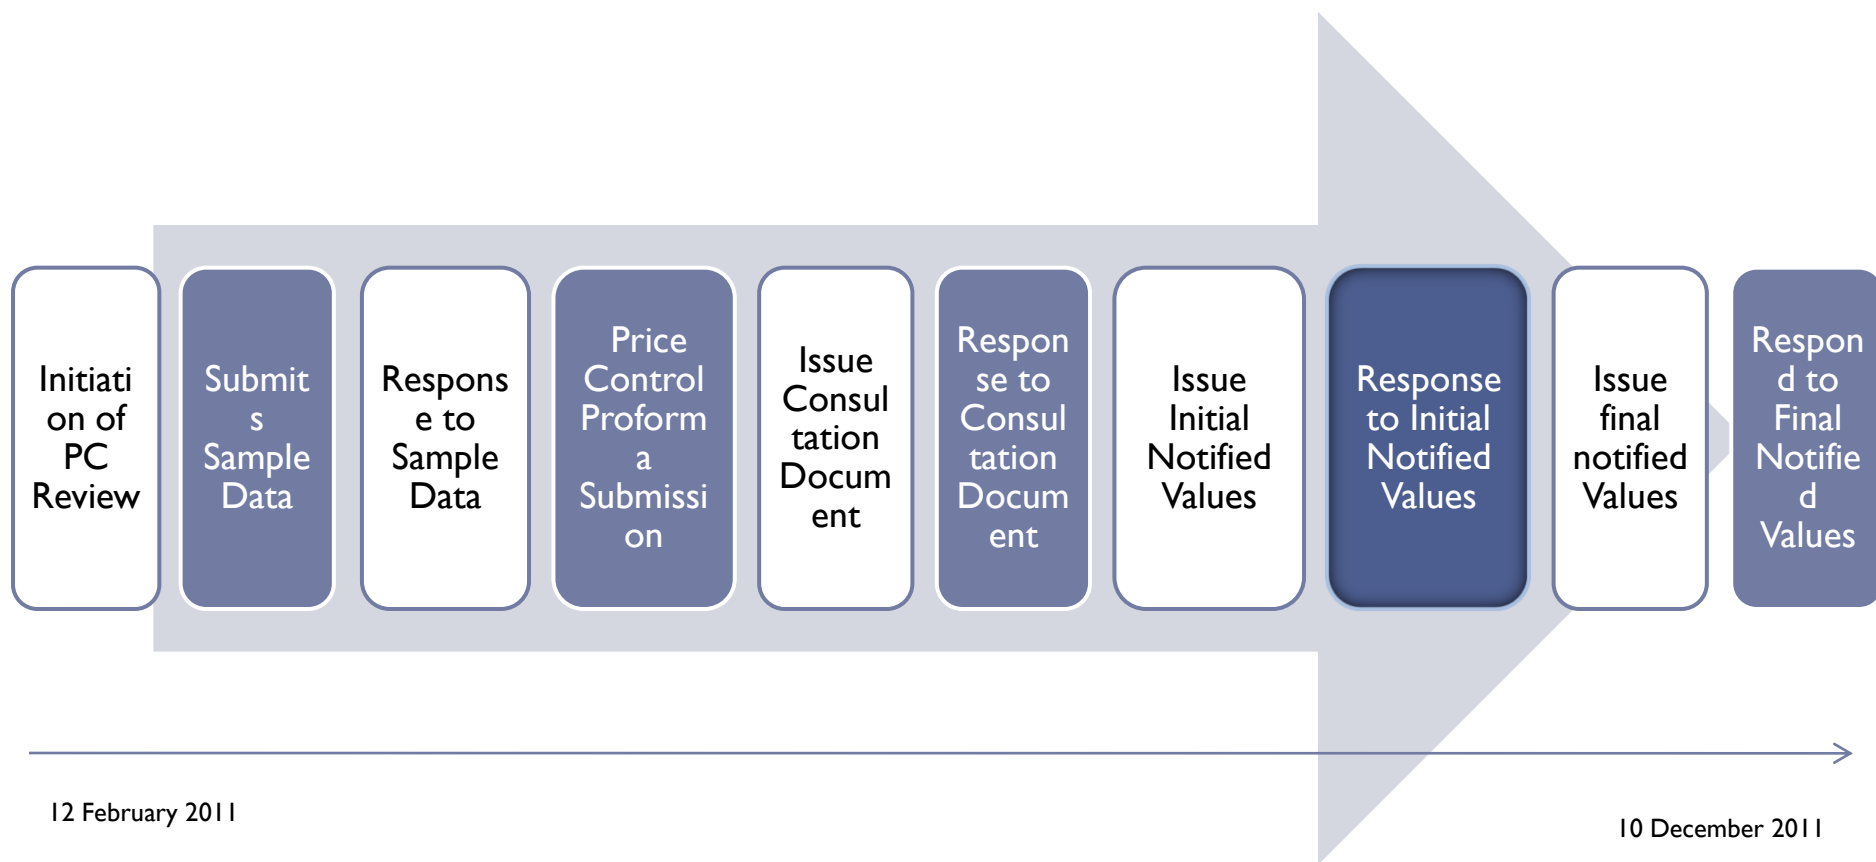 Initiati
on of
PC
Review
Submit
s
Sample
Data
Respons
e to
Sample
Data
Price
Control
Proform
a
Submissi
on
Issue
Consul
tation
Docum
ent
Respon
se to
Consul
tation
Docum
ent
Issue
Initial
Notified
Values
Response
to Initial
Notified
Values
Issue
final
notified
Values
Respon
d to
Final
Notifie
d
Values
12 February 2011
10 December 2011